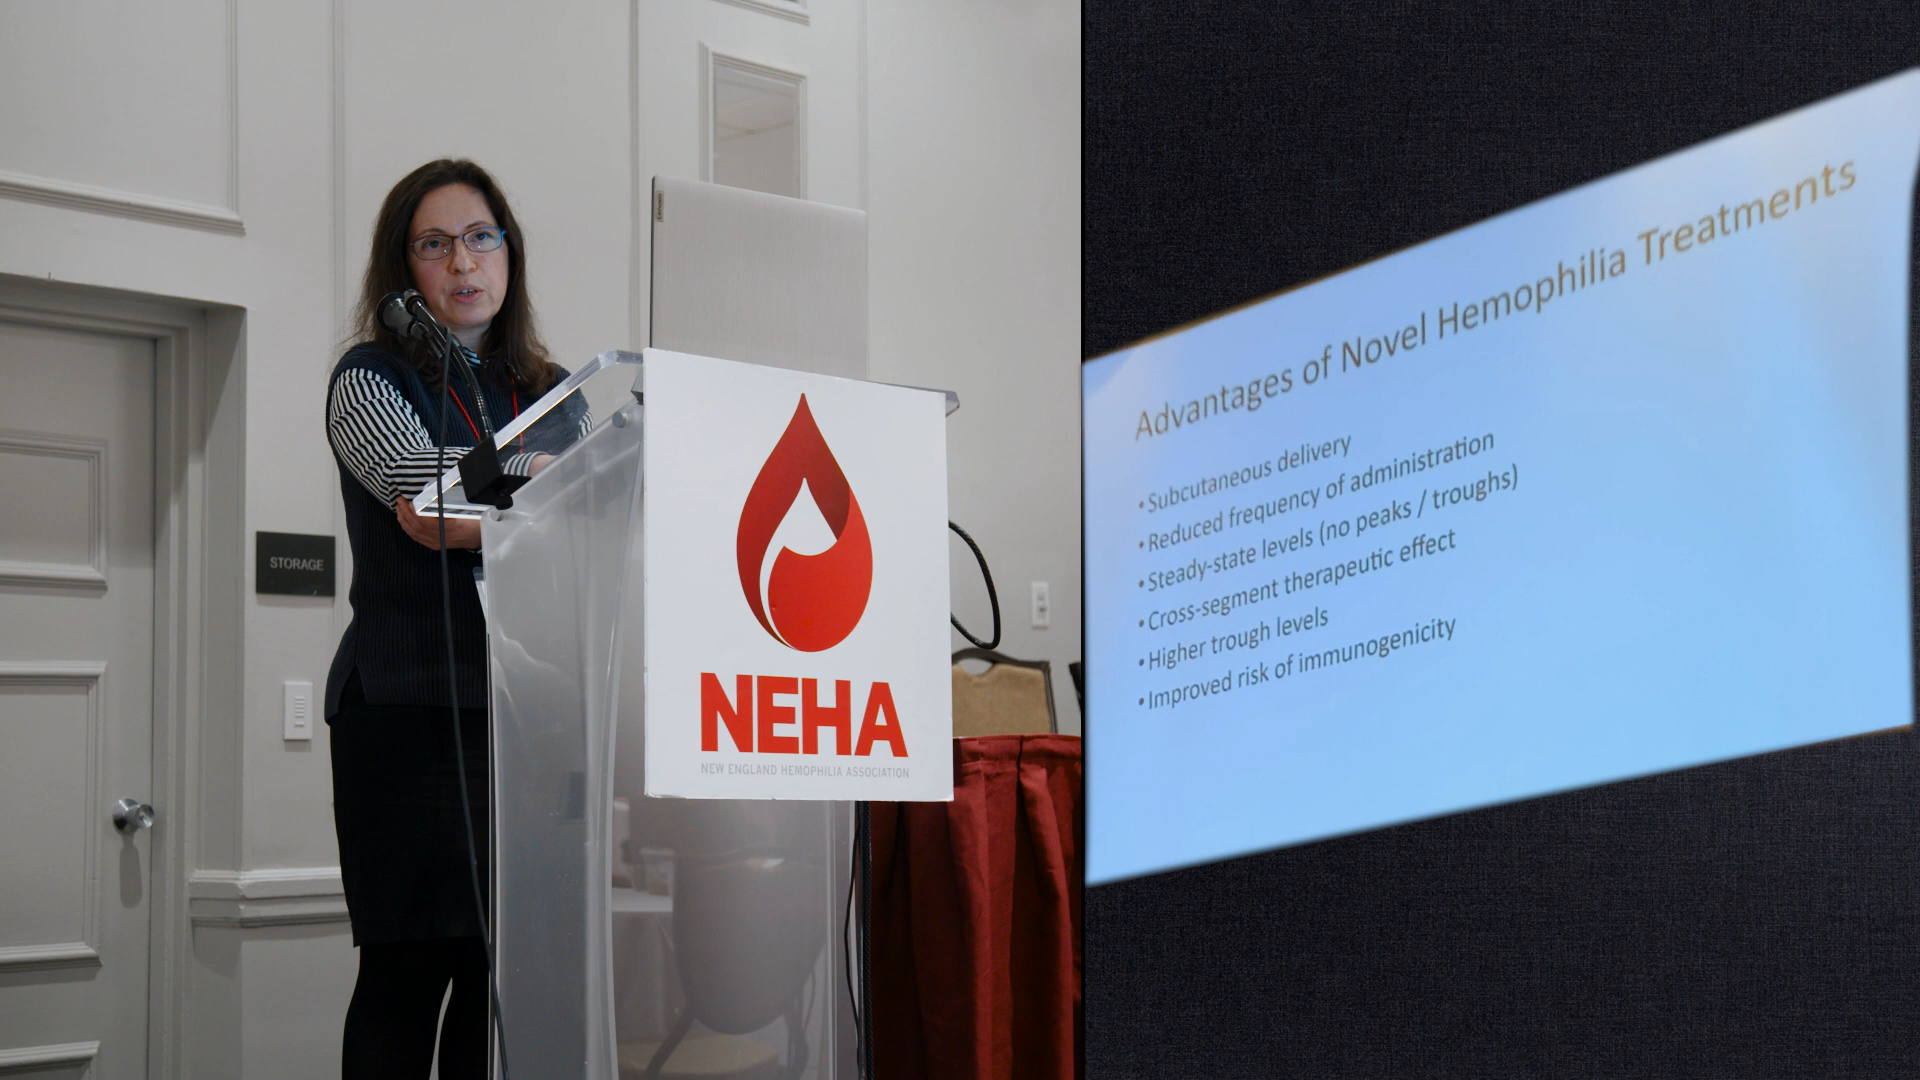 Lenovo
STORAGE
NEHA
NEW ENGLAND HEMOPHILIA ASSOCIATION
Advantages of Novel Hemophilia Treatments
• Subcutaneous delivery
• Reduced frequency of administration
• Steady-state levels (no peaks / troughs)
• Cross-segment therapeutic effect
• Higher trough levels
• Improved risk of immunogenicity